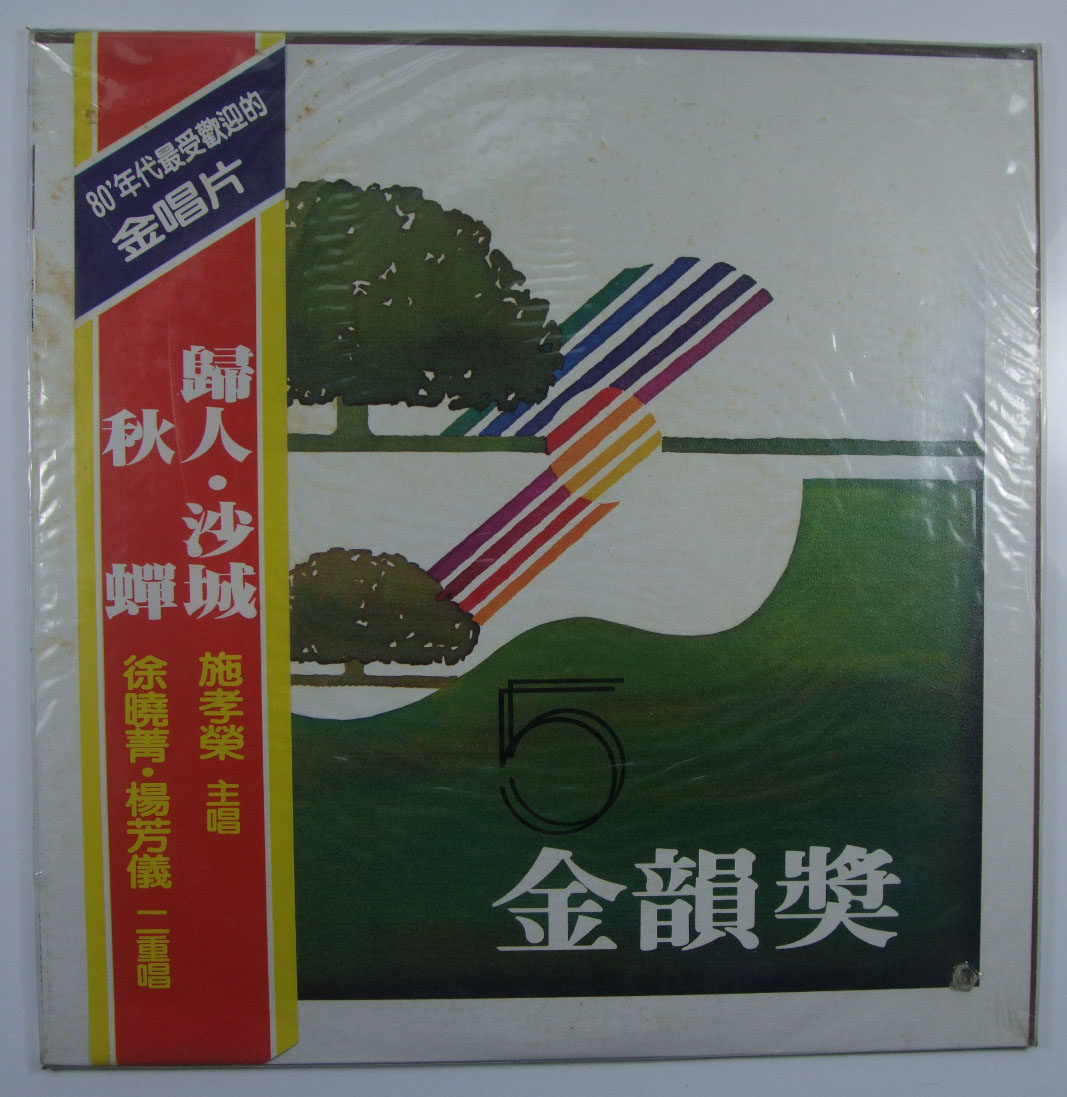 80'年代最受歡迎的
金唱片
歸人・沙城
施孝榮 主唱
秋蟬
徐曉菁・楊芳儀 二重唱
5
金韻獎